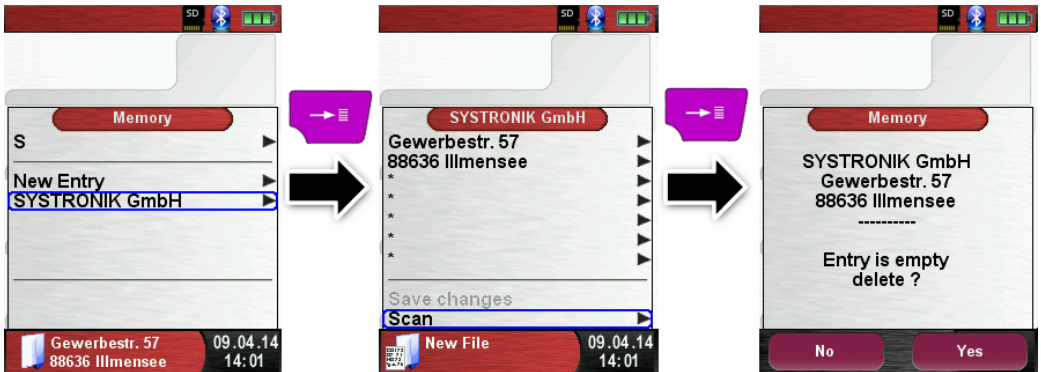 SD
Memory
S
New Entry
SYSTRONIK GmbH
Gewerbestr. 57
88636 Illmensee
09.04.14
14:01
SD
SYSTRONIK GmbH
Gewerbestr. 57
88636 Illmensee
*
*
*
*
*
Save changes
Scan
New File
09.04.14
14:01
SD
Memory
SYSTRONIK GmbH
Gewerbestr. 57
88636 Illmensee
----------
Entry is empty
delete ?
No
Yes